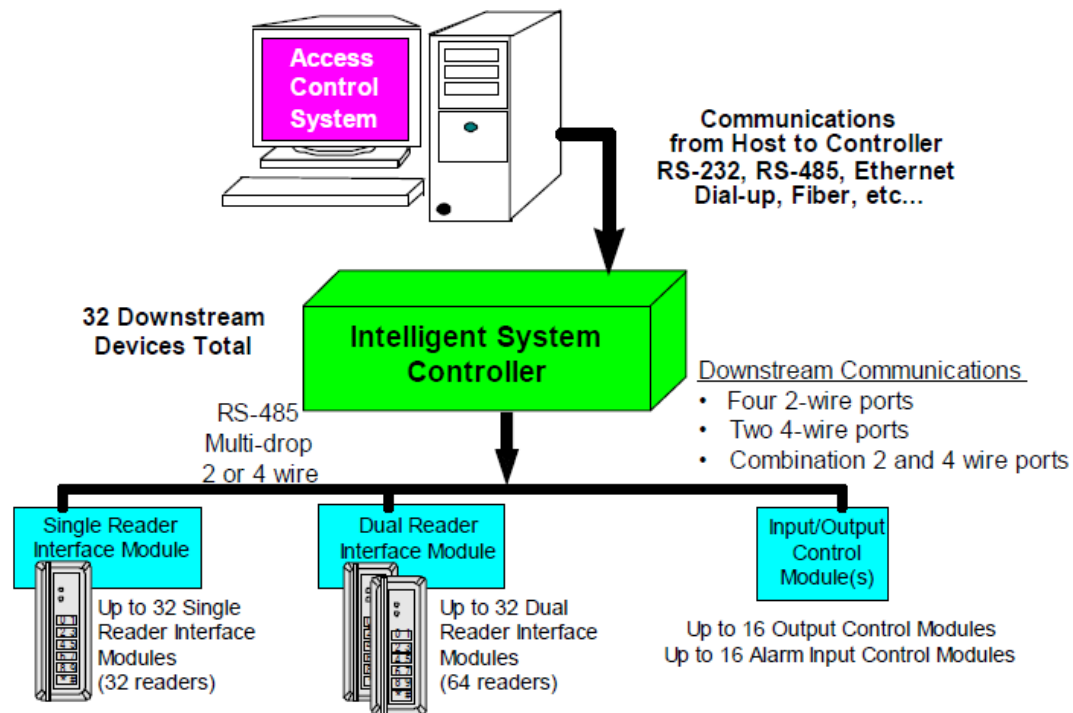 Access
Control
System
Communications
from Host to Controller
RS-232, RS-485, Ethernet
Dial-up, Fiber, etc...
32 Downstream
Devices Total
Intelligent System
Controller
Downstream Communications
• Four 2-wire ports
• Two 4-wire ports
• Combination 2 and 4 wire ports
RS-485
Multi-drop
2 or 4 wire
Single Reader
Interface Module
Up to 32 Single
Reader Interface
Modules
(32 readers)
Dual Reader
Interface Module
Up to 32 Dual
Reader Interface
Modules
(64 readers)
Input/Output
Control
Module(s)
Up to 16 Output Control Modules
Up to 16 Alarm Input Control Modules